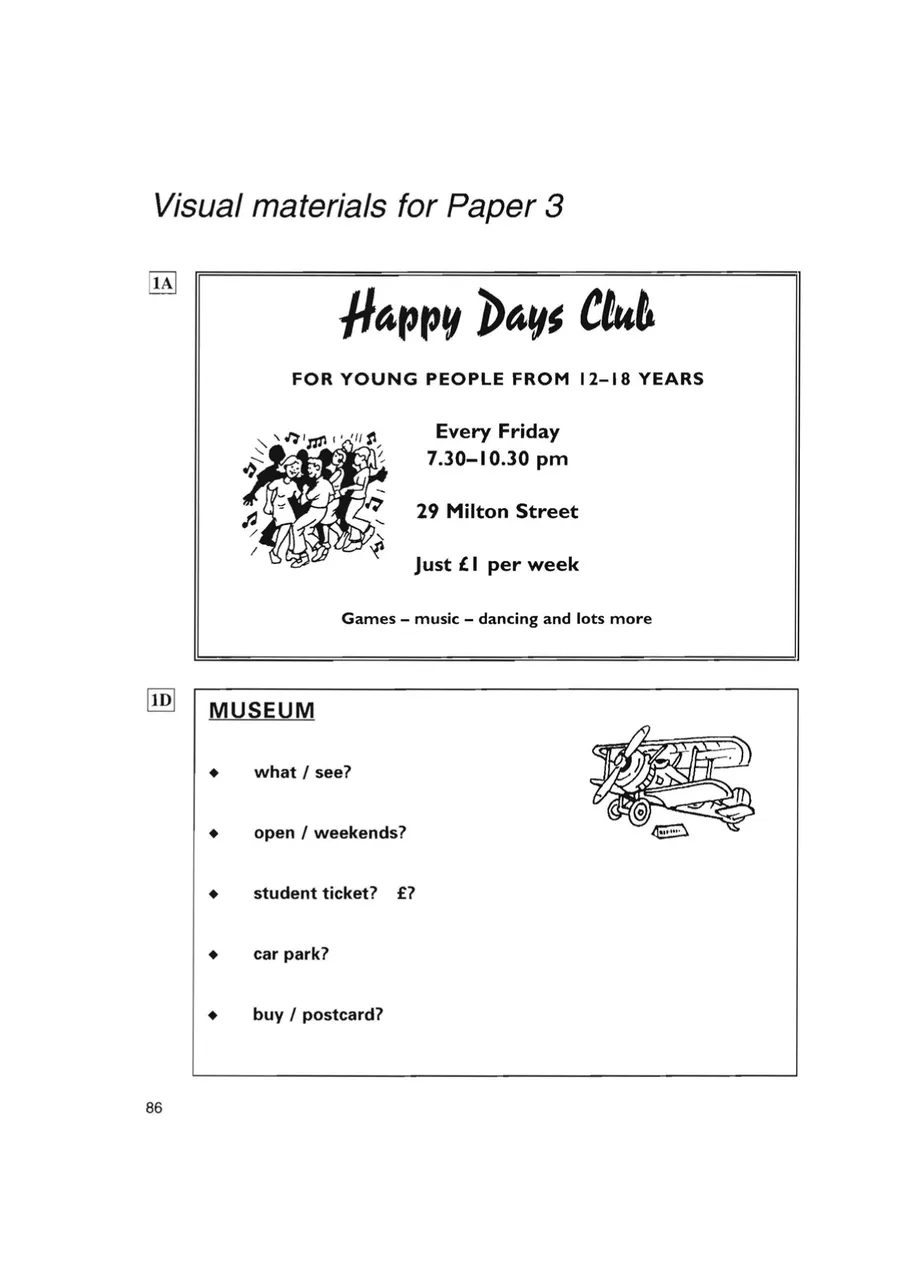 Visual materials for Paper 3
1A
Happy Days Club
FOR YOUNG PEOPLE FROM 12–18 YEARS
Every Friday
7.30–10.30 pm
29 Milton Street
Just £1 per week
Games – music – dancing and lots more
1D
MUSEUM
◆ what / see?
◆ open / weekends?
◆ student ticket? £?
◆ car park?
◆ buy / postcard?
86